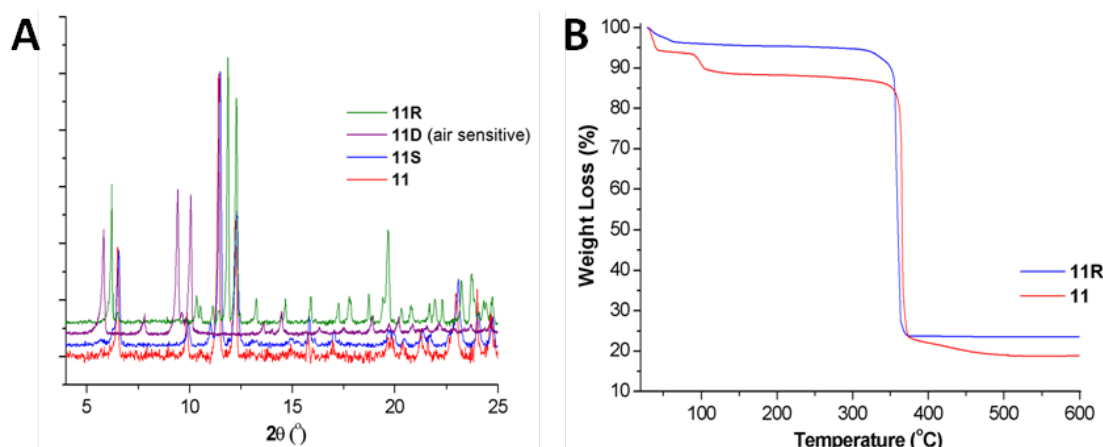 A
11R
11D (air sensitive)
11S
11
5
10
15
20
25
2θ (°)
B
100
90
80
70
60
50
40
30
20
10
Weight Loss (%)
11R
11
100
200
300
400
500
600
Temperature (°C)